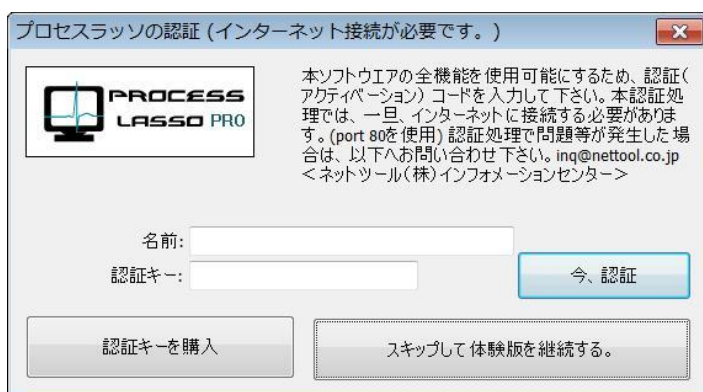 プロセスラッソの認証 (インターネット接続が必要です。)
PROCESS
LASSO PRO
本ソフトウエアの全機能を使用可能にするため、認証(
アクティベーション) コードを入力して下さい。本認証処
理では、一旦、インターネットに接続する必要がありま
す。(port 80を使用) 認証処理で問題等が発生した場
合は、以下へお問い合わせ下さい。inq@nettool.co.jp
<ネットツール(株)インフォメーションセンター>
名前:
認証キー:
今、認証
認証キーを購入
スキップして体験版を継続する。